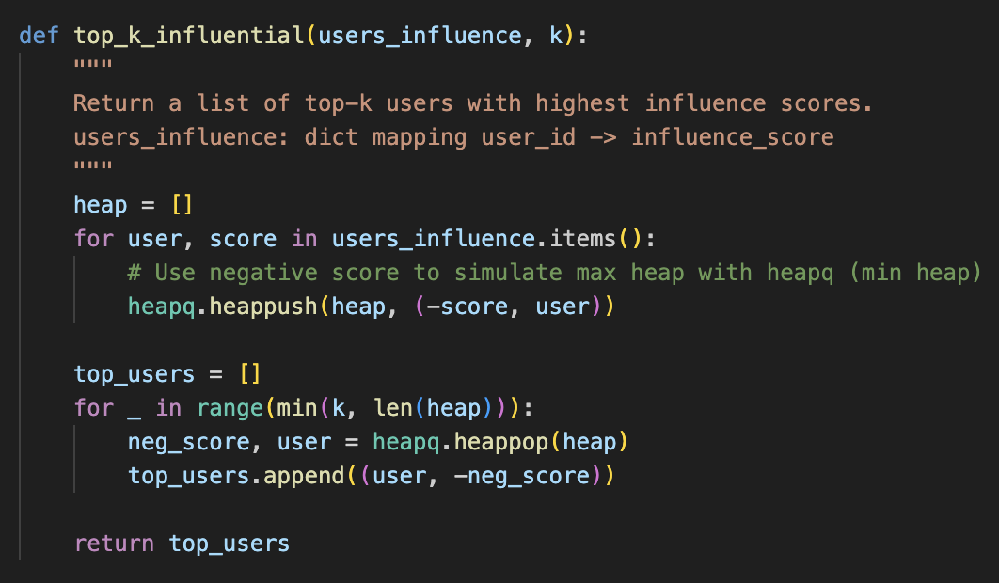 def top_k_influential(users_influence, k):
    """
    Return a list of top-k users with highest influence scores.
    users_influence: dict mapping user_id -> influence_score
    """
    heap = []
    for user, score in users_influence.items():
        # Use negative score to simulate max heap with heapq (min heap)
        heapq.heappush(heap, (-score, user))

    top_users = []
    for _ in range(min(k, len(heap))):
        neg_score, user = heapq.heappop(heap)
        top_users.append((user, -neg_score))

    return top_users